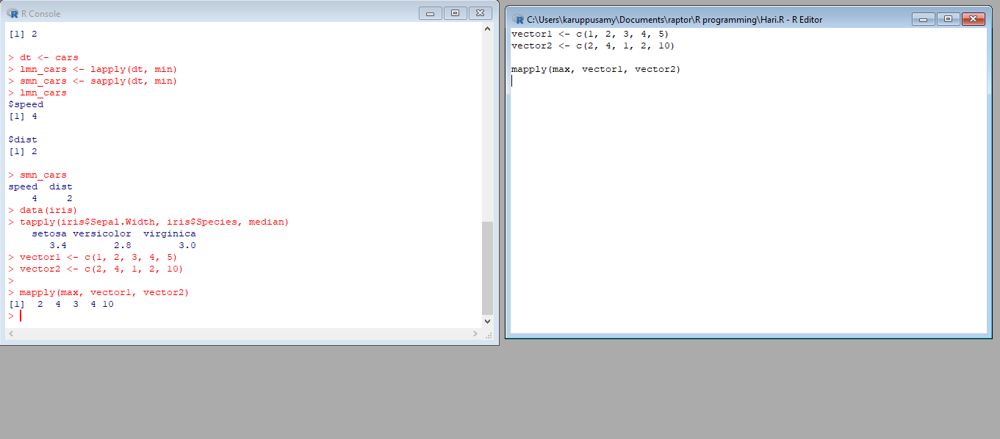 R Console
[1] 2
> dt <- cars
> lmn_cars <- lapply(dt, min)
> smn_cars <- sapply(dt, min)
> lmn_cars
$speed
[1] 4
$dist
[1] 2
> smn_cars
speed  dist
    4     2
> data(iris)
> tapply(iris$Sepal.Width, iris$Species, median)
    setosa versicolor  virginica
       3.4        2.8        3.0
> vector1 <- c(1, 2, 3, 4, 5)
> vector2 <- c(2, 4, 1, 2, 10)
>
> mapply(max, vector1, vector2)
[1]  2  4  3  4 10
>
C:\Users\karuppusamy\Documents\raptor\R programming\Hari.R - R Editor
vector1 <- c(1, 2, 3, 4, 5)
vector2 <- c(2, 4, 1, 2, 10)
mapply(max, vector1, vector2)